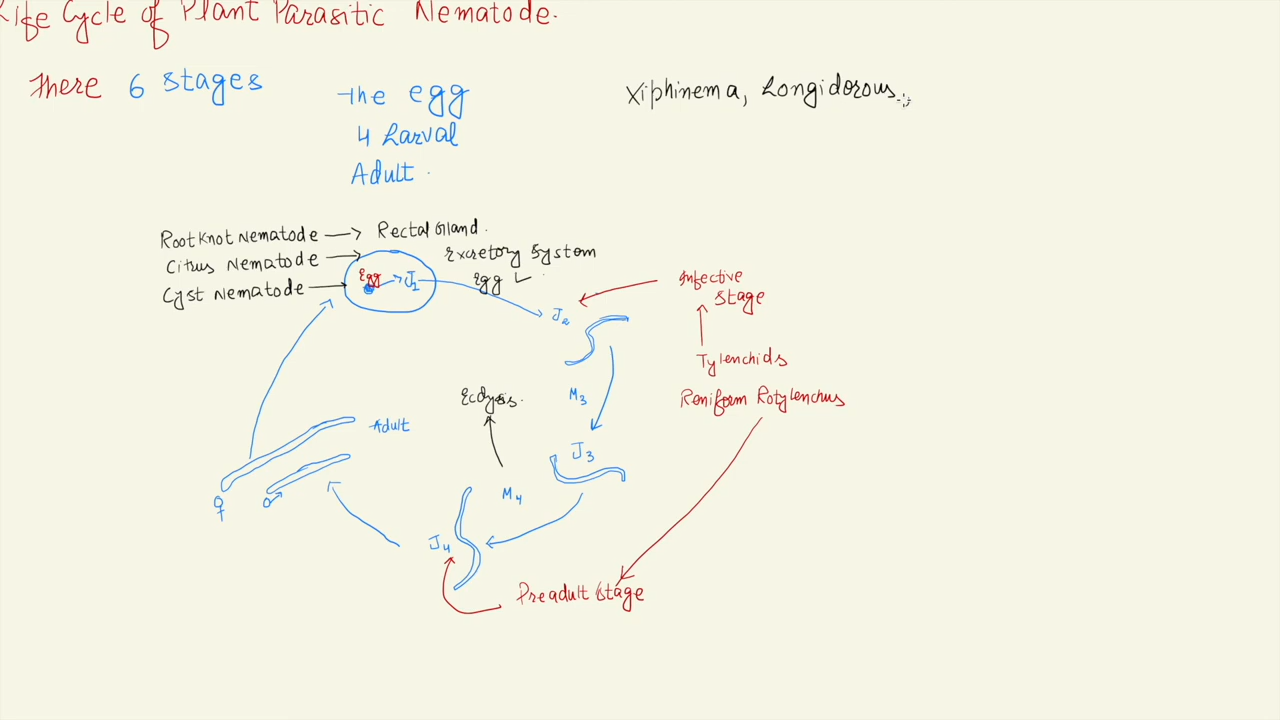 Life Cycle of Plant Parasitic Nematode.
There 6 stages
The egg
4 Larval
Adult
Xiphinema, Longidorous
RootKnot Nematode → Rectal Gland.
Citrus Nematode → Excretory System
Cyst Nematode → Egg ✓
Egg → J1
J2
Infective
Stage
Tylenchids
Reniform Rotylenchus
M3
Ecdysis.
Adult
J3
M4
♀ ♂
J4
Preadult Stage